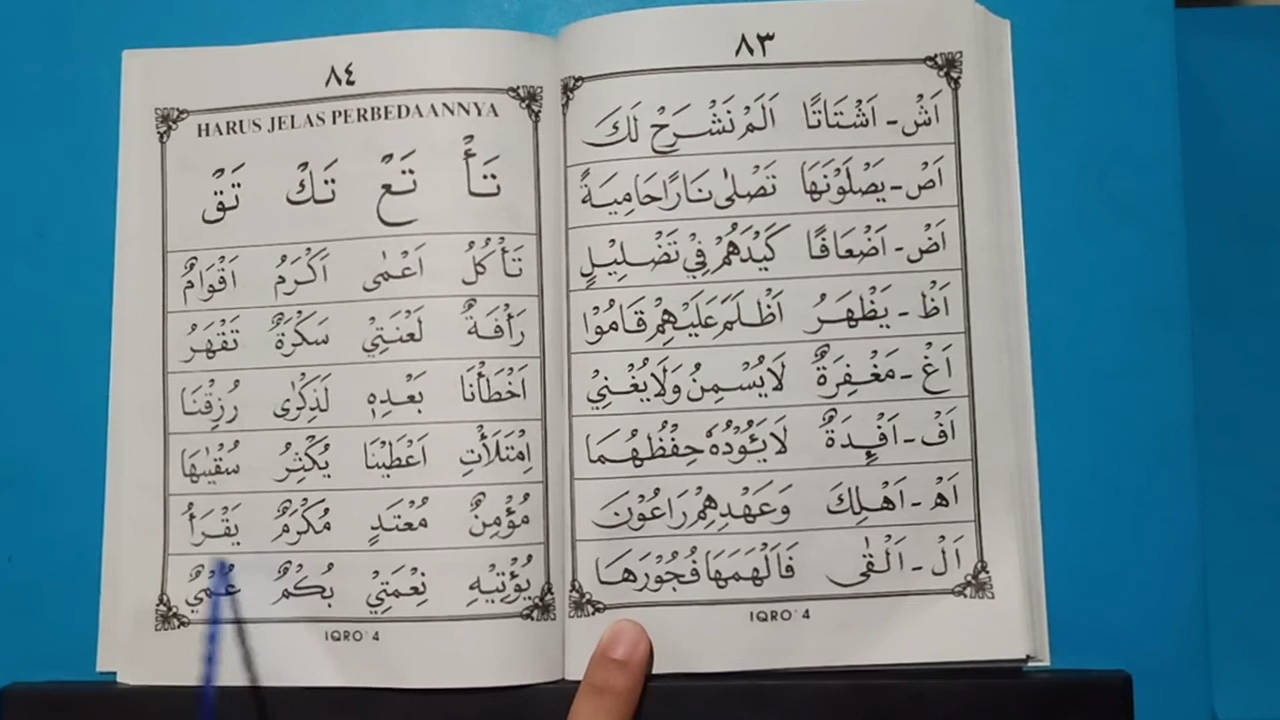 ٨٣
اَشْ - اَشْتَاتًا اَلَمْ نَشْرَحْ لَكَ
اَصْ - يَصْلَوْنَهَا تَصْلٰى نَارًا حَامِيَةً
اَضْ - اَضْعَافًا كَيْدَهُمْ فِيْ تَضْلِيْلٍ
اَظْ - يَظْهَرُ اَظْلَمَ عَلَيْهِمْ قَامُوْا
اَغْ - مَغْفِرَةٌ لَا يُسْمِنُ وَلَا يُغْنِيْ
اَفْ - اَفْـِٕدَةٌ لَا يَـُٔوْدُهٗ حِفْظُهُمَا
اَهْ - اَهْلِكَ وَعَهْدِهِمْ رَاعُوْنَ
اَلْ - اَلْقٰى فَاَلْهَمَهَا فُجُوْرَهَا
IQRO' 4
٨٤
HARUS JELAS PERBEDAANNYA
تَأْ تَعْ تَكْ تَقْ
تَأْكُلُ اَعْمٰى اَكْرَمُ اَقْوَامٌ
رَأْفَةٌ لَعْنَتِيْ سَكْرَةٌ تَقْهَرُ
اَخْطَأْنَا بَعْدِهٖ لَذِكْرٰى رُزِقْنَا
اِمْتَلَأْتِ اَعْطَيْنَا يُكْثِرُ سُقْيٰهَا
مُؤْمِنٌ مُعْتَدٍ مُكْرَمٌ يَقْرَأُ
يُؤْتِيْهِ نِعْمَتِيْ بُكْمٌ عُمْيٌ
IQRO' 4